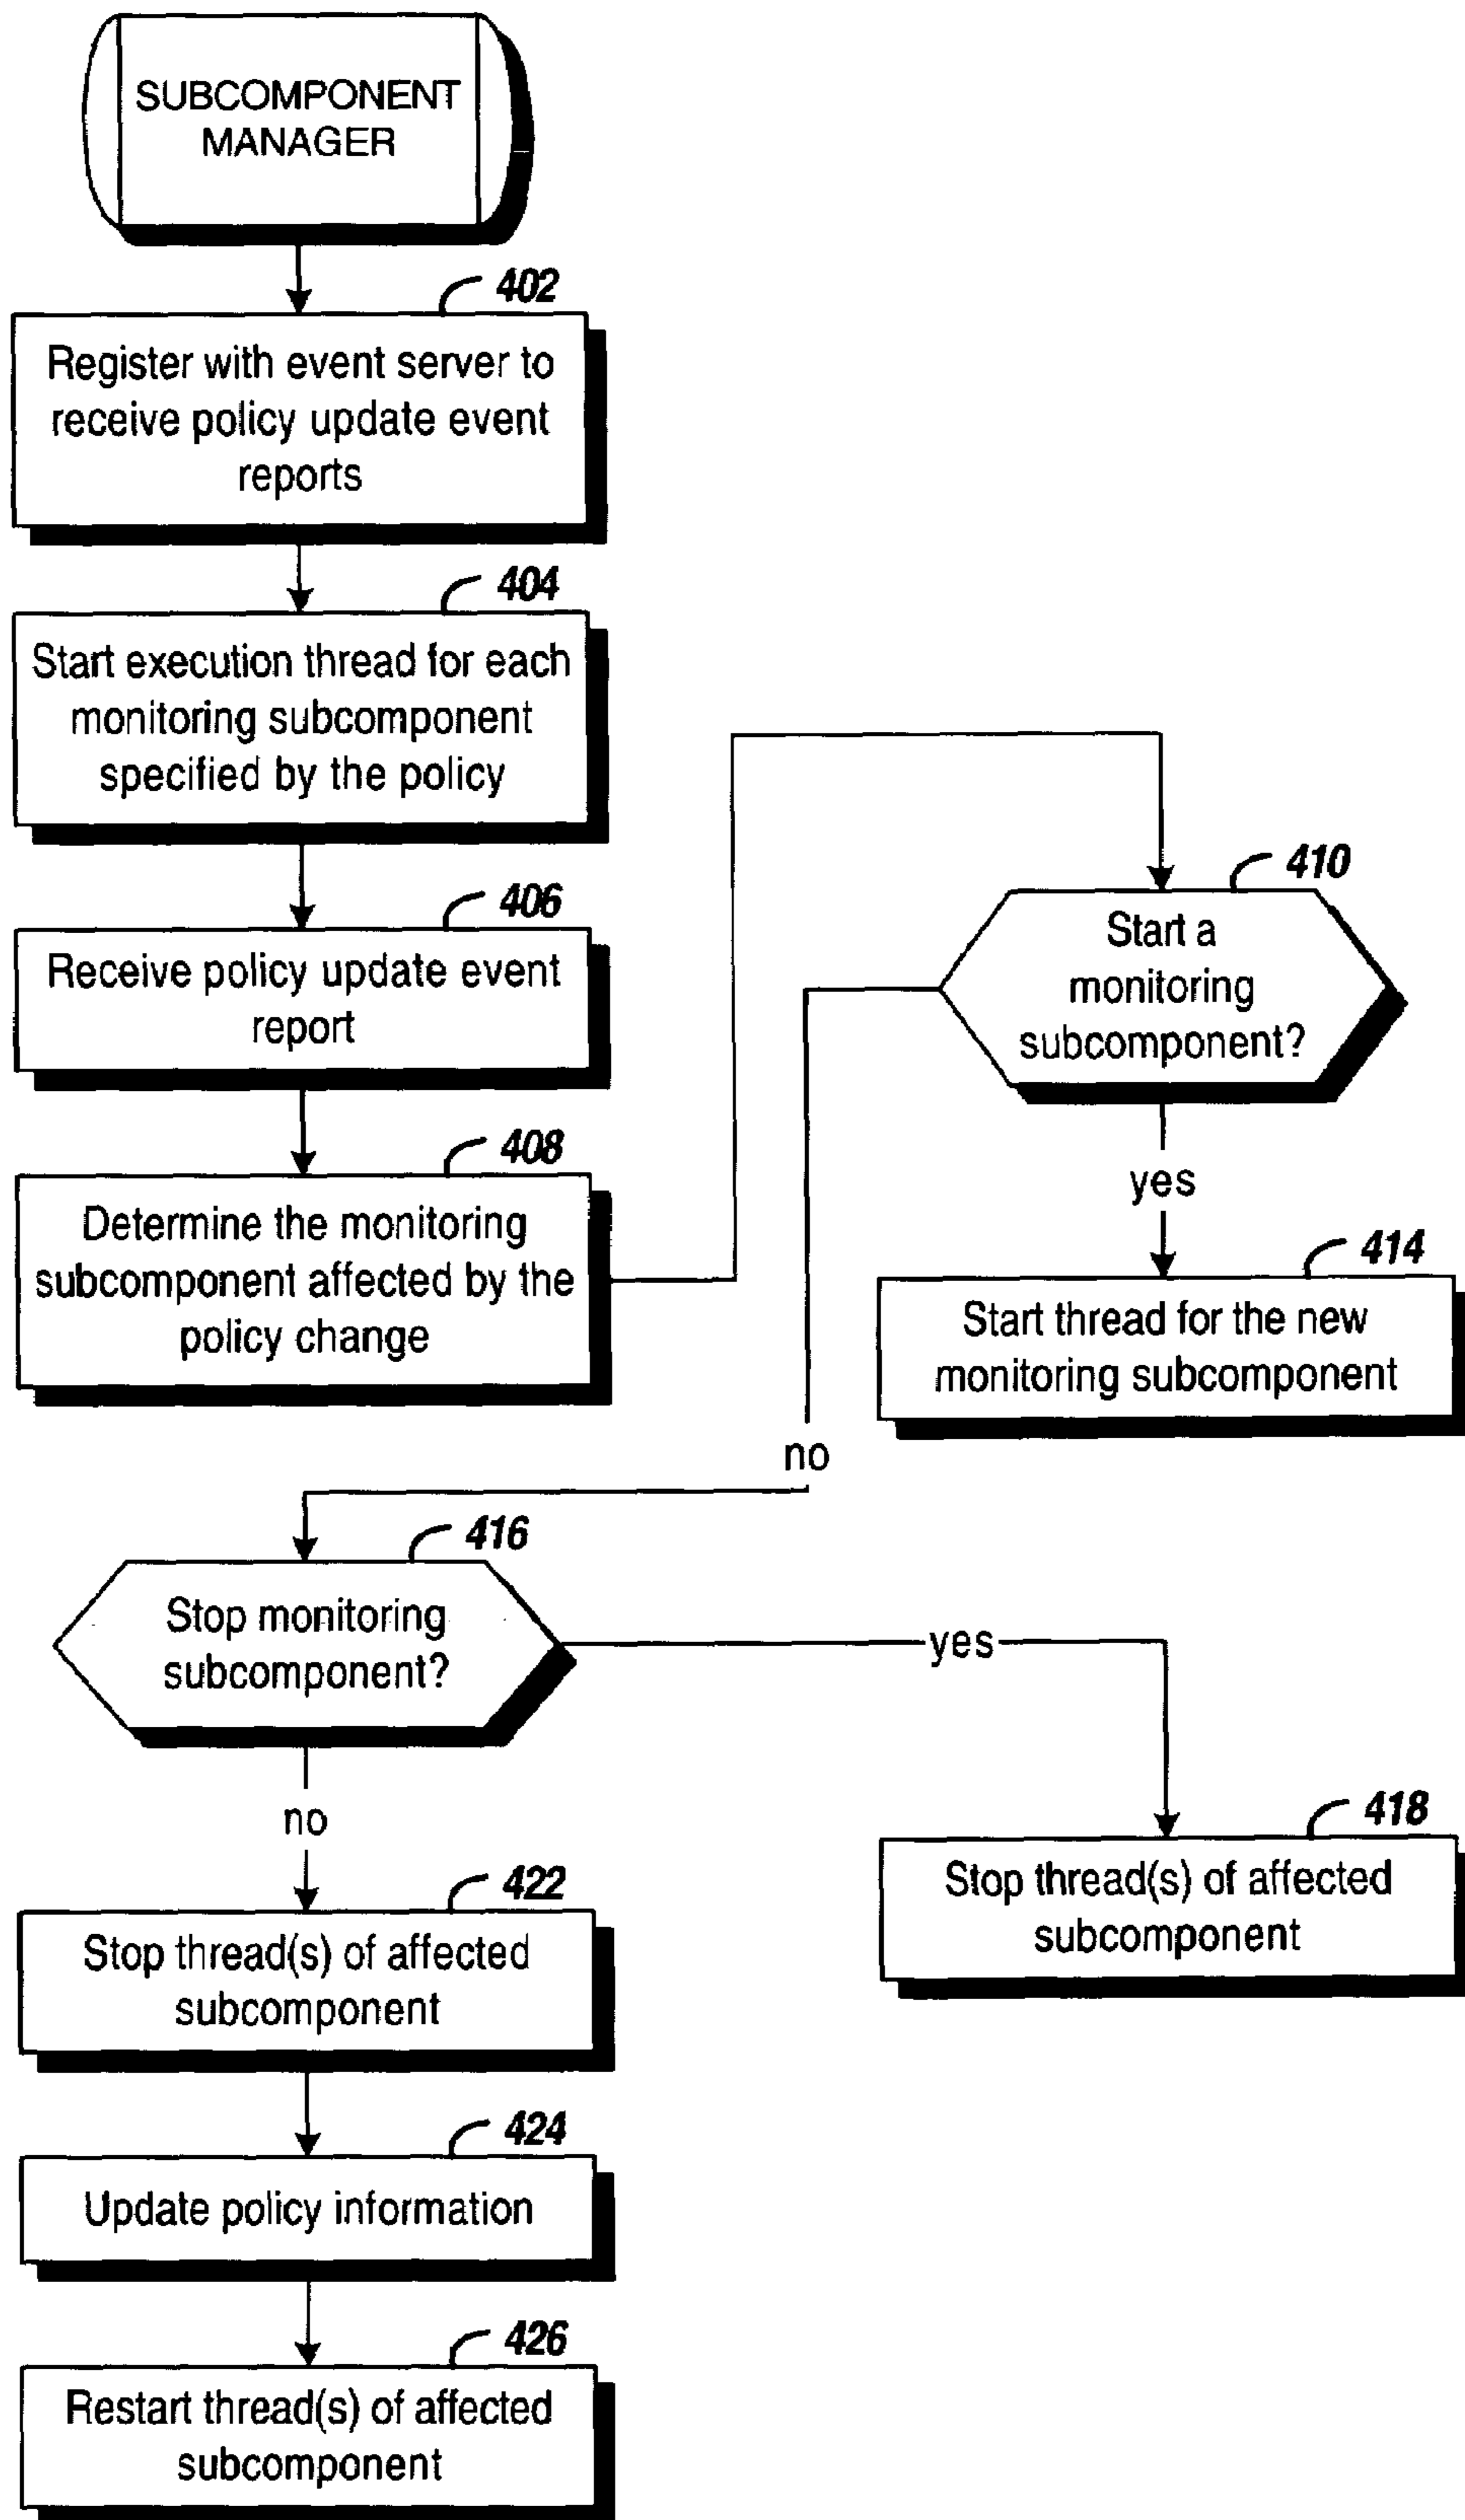 SUBCOMPONENT
MANAGER
402
Register with event server to
receive policy update event
reports
404
Start execution thread for each
monitoring subcomponent
specified by the policy
406
Receive policy update event
report
408
Determine the monitoring
subcomponent affected by the
policy change
410
Start a
monitoring
subcomponent?
yes
414
Start thread for the new
monitoring subcomponent
no
416
Stop monitoring
subcomponent?
yes
418
Stop thread(s) of affected
subcomponent
no
422
Stop thread(s) of affected
subcomponent
424
Update policy information
426
Restart thread(s) of affected
subcomponent